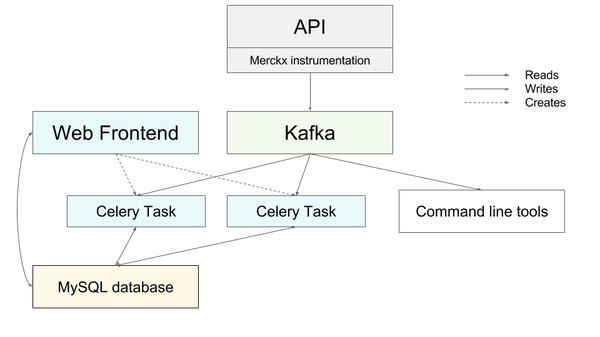 API
Merckx instrumentation
Reads
Writes
Creates
Web Frontend
Kafka
Celery Task
Celery Task
Command line tools
MySQL database